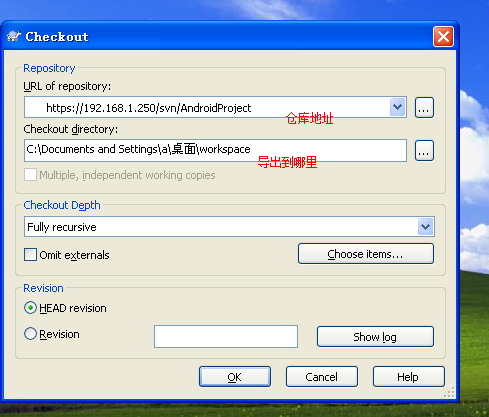 Checkout
Repository
URL of repository:
https://192.168.1.250/svn/AndroidProject
...
仓库地址
Checkout directory:
C:\Documents and Settings\a\桌面\workspace
...
导出到哪里
Multiple, independent working copies
Checkout Depth
Fully recursive
Omit externals
Choose items...
Revision
HEAD revision
Revision
Show log
OK
Cancel
Help